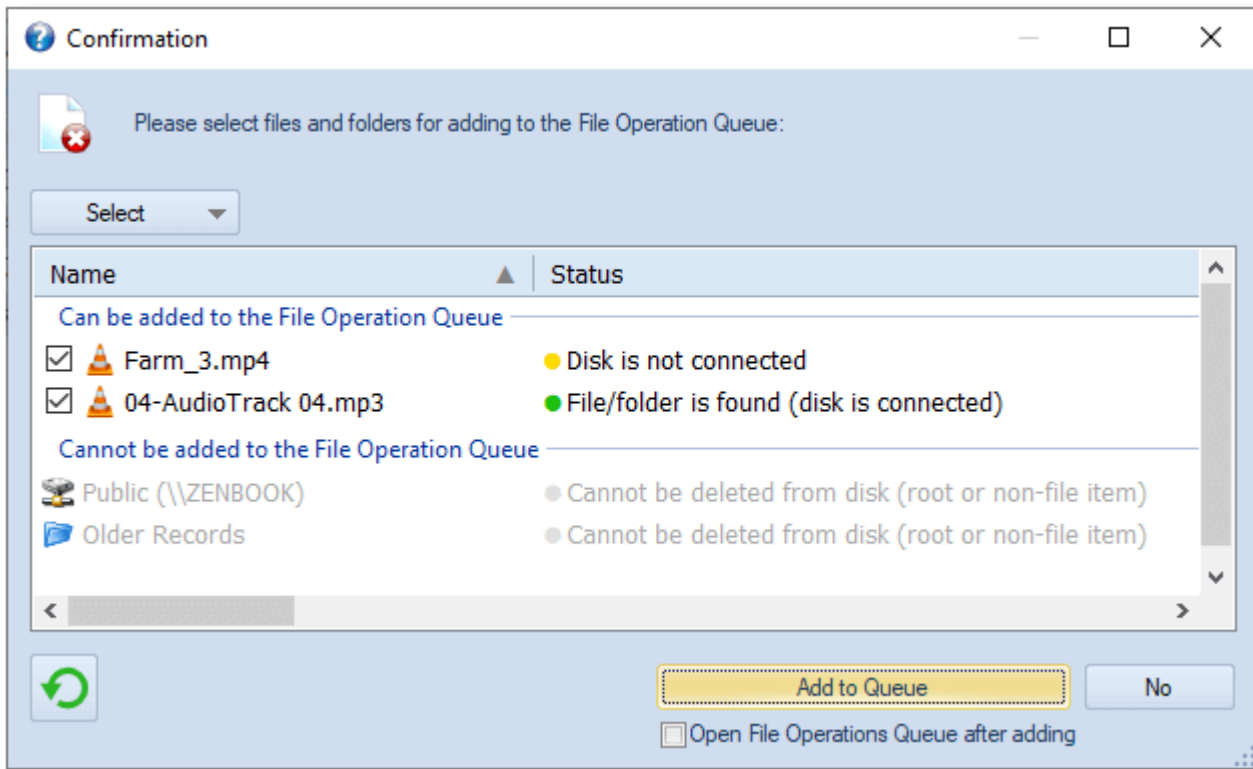 Confirmation
Please select files and folders for adding to the File Operation Queue:
Select
Name Status
Can be added to the File Operation Queue
Farm_3.mp4 Disk is not connected
04-AudioTrack 04.mp3 File/folder is found (disk is connected)
Cannot be added to the File Operation Queue
Public (\\ZENBOOK) Cannot be deleted from disk (root or non-file item)
Older Records Cannot be deleted from disk (root or non-file item)
Add to Queue No
Open File Operations Queue after adding